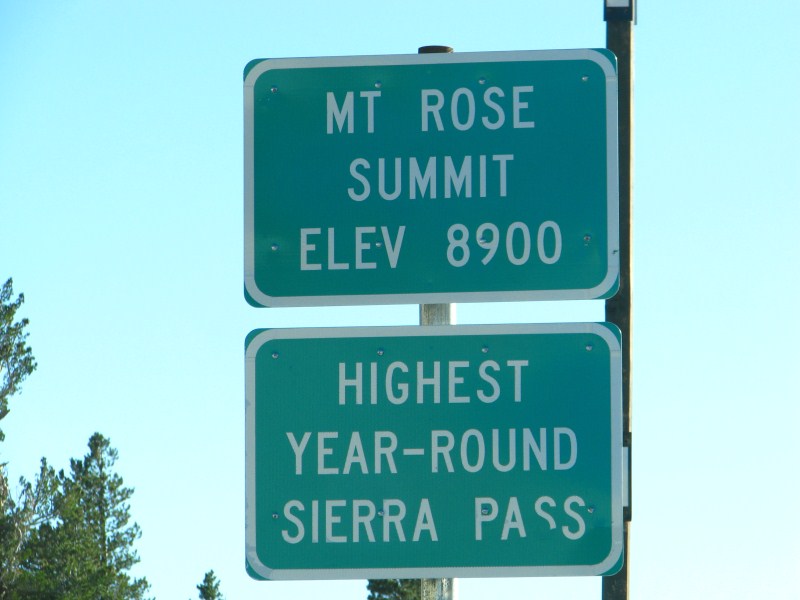 MT ROSE
SUMMIT
ELEV 8900
HIGHEST
YEAR-ROUND
SIERRA PASS